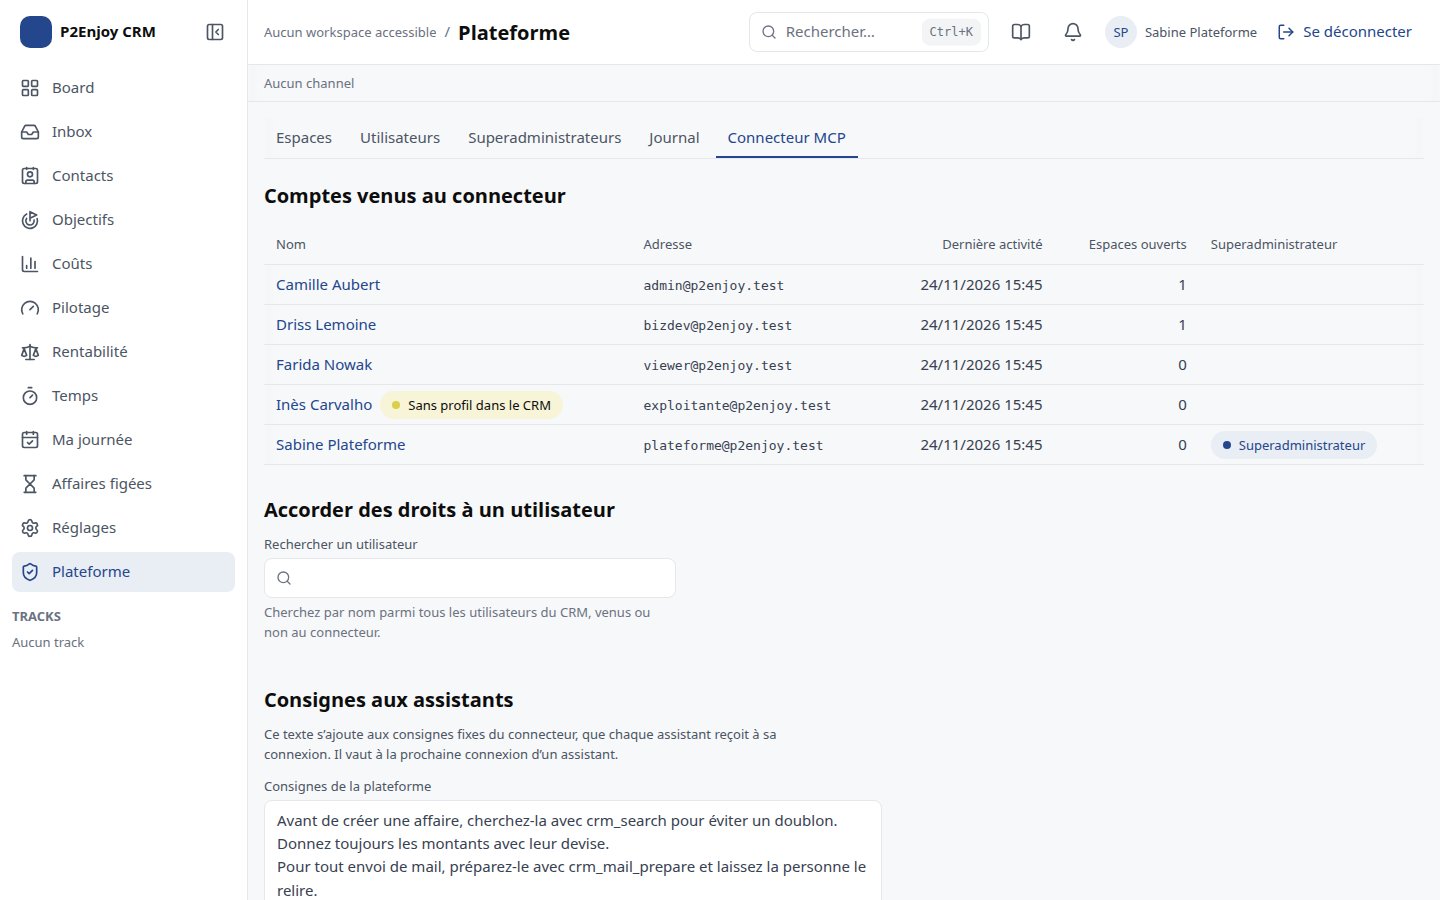 P2Enjoy CRM
Board
Inbox
Contacts
Objectifs
Coûts
Pilotage
Rentabilité
Temps
Ma journée
Affaires figées
Réglages
Plateforme
TRACKS
Aucun track
Aucun workspace accessible / Plateforme
Rechercher... Ctrl+K
SP Sabine Plateforme
Se déconnecter
Aucun channel
Espaces Utilisateurs Superadministrateurs Journal Connecteur MCP
Comptes venus au connecteur
Nom Adresse Dernière activité Espaces ouverts Superadministrateur
Camille Aubert admin@p2enjoy.test 24/11/2026 15:45 1
Driss Lemoine bizdev@p2enjoy.test 24/11/2026 15:45 1
Farida Nowak viewer@p2enjoy.test 24/11/2026 15:45 0
Inès Carvalho Sans profil dans le CRM exploitante@p2enjoy.test 24/11/2026 15:45 0
Sabine Plateforme plateforme@p2enjoy.test 24/11/2026 15:45 0 Superadministrateur
Accorder des droits à un utilisateur
Rechercher un utilisateur
Cherchez par nom parmi tous les utilisateurs du CRM, venus ou
non au connecteur.
Consignes aux assistants
Ce texte s’ajoute aux consignes fixes du connecteur, que chaque assistant reçoit à sa
connexion. Il vaut à la prochaine connexion d’un assistant.
Consignes de la plateforme
Avant de créer une affaire, cherchez-la avec crm_search pour éviter un doublon.
Donnez toujours les montants avec leur devise.
Pour tout envoi de mail, préparez-le avec crm_mail_prepare et laissez la personne le
relire.